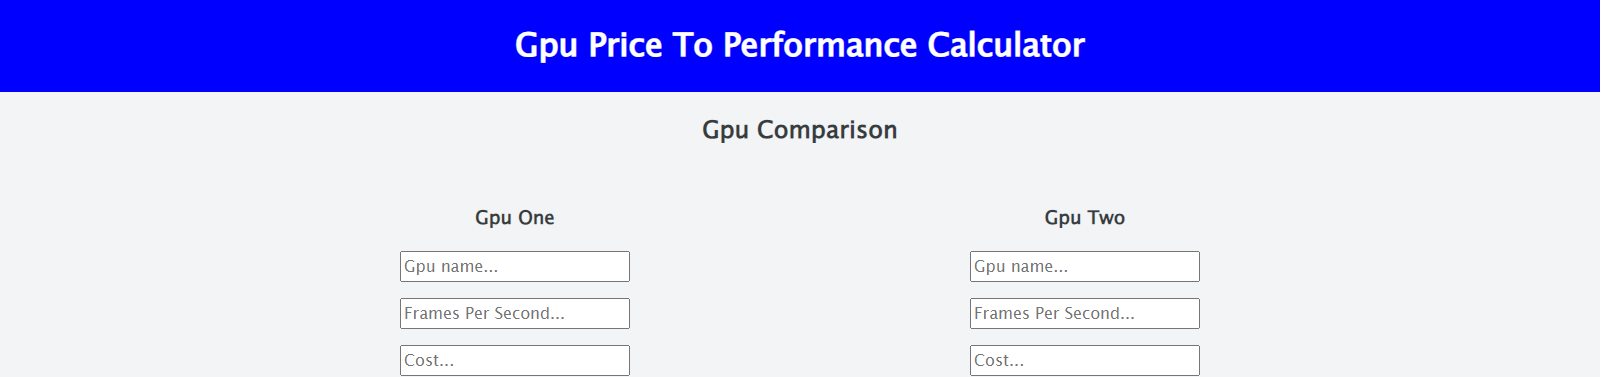 Gpu Price To Performance Calculator
Gpu Comparison
Gpu One
Gpu name...
Frames Per Second...
Cost...
Gpu Two
Gpu name...
Frames Per Second...
Cost...